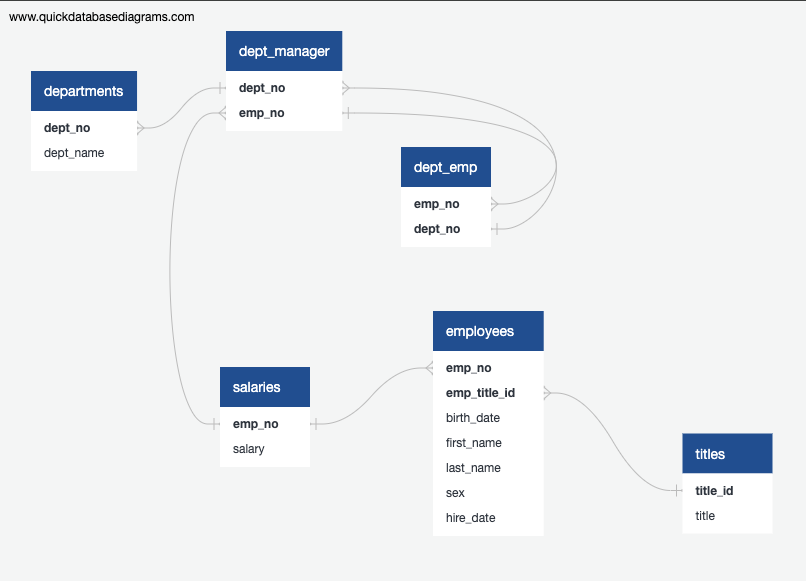 www.quickdatabasediagrams.com
departments
dept_no
dept_name
dept_manager
dept_no
emp_no
dept_emp
emp_no
dept_no
salaries
emp_no
salary
employees
emp_no
emp_title_id
birth_date
first_name
last_name
sex
hire_date
titles
title_id
title